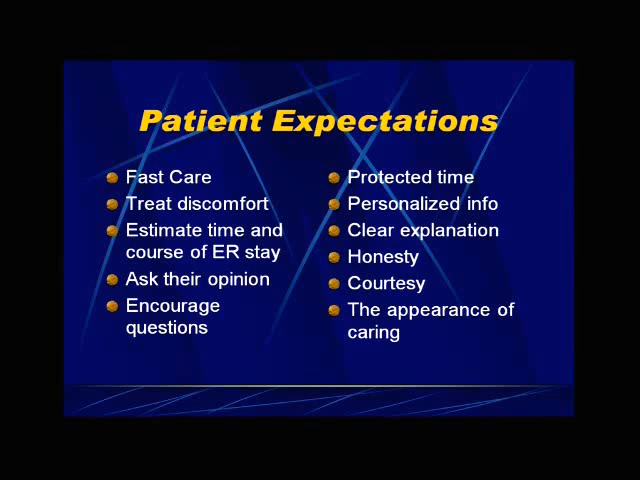 Patient Expectations
Fast Care
Treat discomfort
Estimate time and
course of ER stay
Ask their opinion
Encourage
questions
Protected time
Personalized info
Clear explanation
Honesty
Courtesy
The appearance of
caring